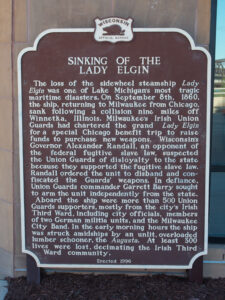 WISCONSIN
OFFICIAL MARKER
SINKING OF THE
LADY ELGIN
The loss of the sidewheel steamship Lady
Elgin was one of Lake Michigan's most tragic
maritime disasters. On September 8th, 1860,
the ship, returning to Milwaukee from Chicago,
sank following a collision nine miles off
Winnetka, Illinois. Milwaukee's Irish Union
Guards had chartered the grand Lady Elgin
for a special Chicago benefit trip to raise
funds to purchase new weapons. Wisconsin's
Governor Alexander Randall, an opponent of
the federal fugitive slave law, suspected
the Union Guards of disloyalty to the state
because they supported the fugitive slave law.
Randall ordered the unit to disband and con-
fiscated the Guards' weapons. In defiance,
Union Guards commander Garrett Barry sought
to arm the unit independently from the state.
Aboard the ship were more than 500 Union
Guards supporters, mostly from the city's Irish
Third Ward, including city officials, members
of two German militia units, and the Milwaukee
City Band. In the early morning hours the ship
was struck amidships by an unlit, overloaded
lumber schooner, the Augusta. At least 300
lives were lost, decimating the Irish Third
Ward community.
Erected 1996